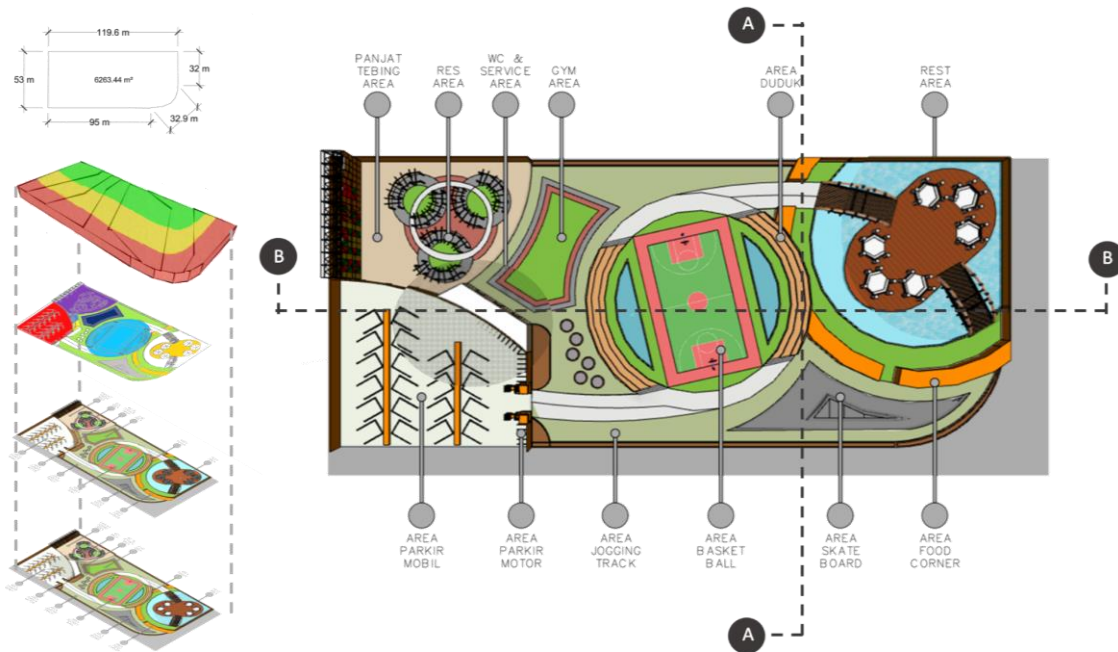 119.6 m
53 m
6263.44 m²
32 m
32.9 m
95 m
A
PANJAT
TEBING
AREA
RES
AREA
WC &
SERVICE
AREA
GYM
AREA
AREA
DUDUK
REST
AREA
B
B
AREA
PARKIR
MOBIL
AREA
PARKIR
MOTOR
AREA
JOGGING
TRACK
AREA
BASKET
BALL
AREA
SKATE
BOARD
AREA
FOOD
CORNER
A